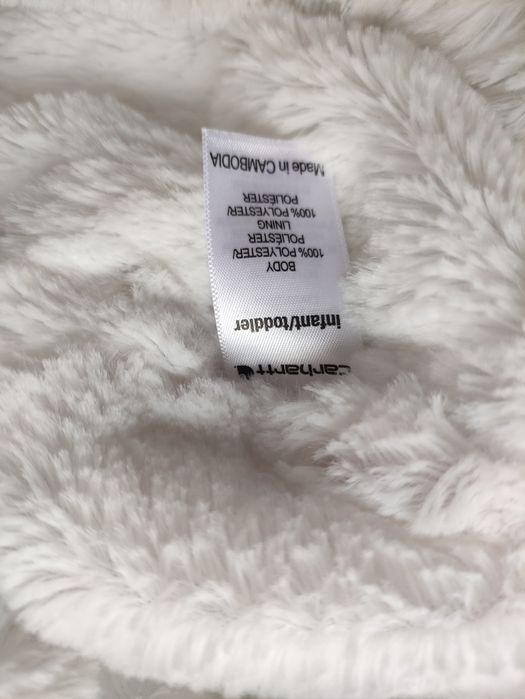 carhartt
infant/toddler
BODY
100% POLYESTER/
POLIÉSTER
LINING
100% POLYESTER/
POLIÉSTER
Made in CAMBODIA